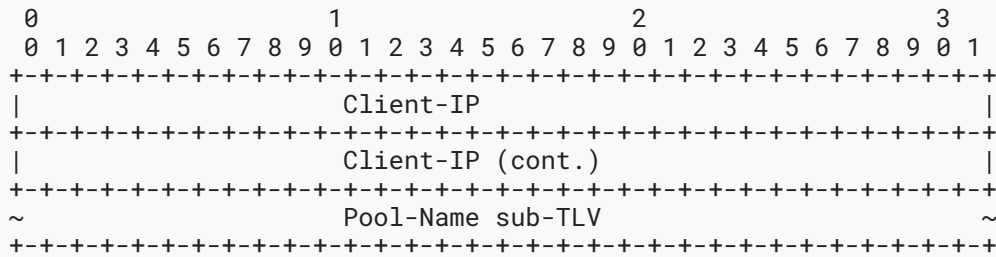 0                   1                   2                   3
 0 1 2 3 4 5 6 7 8 9 0 1 2 3 4 5 6 7 8 9 0 1 2 3 4 5 6 7 8 9 0 1
+-+-+-+-+-+-+-+-+-+-+-+-+-+-+-+-+-+-+-+-+-+-+-+-+-+-+-+-+-+-+-+-+
|                     Client-IP                                 |
+-+-+-+-+-+-+-+-+-+-+-+-+-+-+-+-+-+-+-+-+-+-+-+-+-+-+-+-+-+-+-+-+
|                     Client-IP (cont.)                         |
+-+-+-+-+-+-+-+-+-+-+-+-+-+-+-+-+-+-+-+-+-+-+-+-+-+-+-+-+-+-+-+-+
~                     Pool-Name sub-TLV                         ~
+-+-+-+-+-+-+-+-+-+-+-+-+-+-+-+-+-+-+-+-+-+-+-+-+-+-+-+-+-+-+-+-+